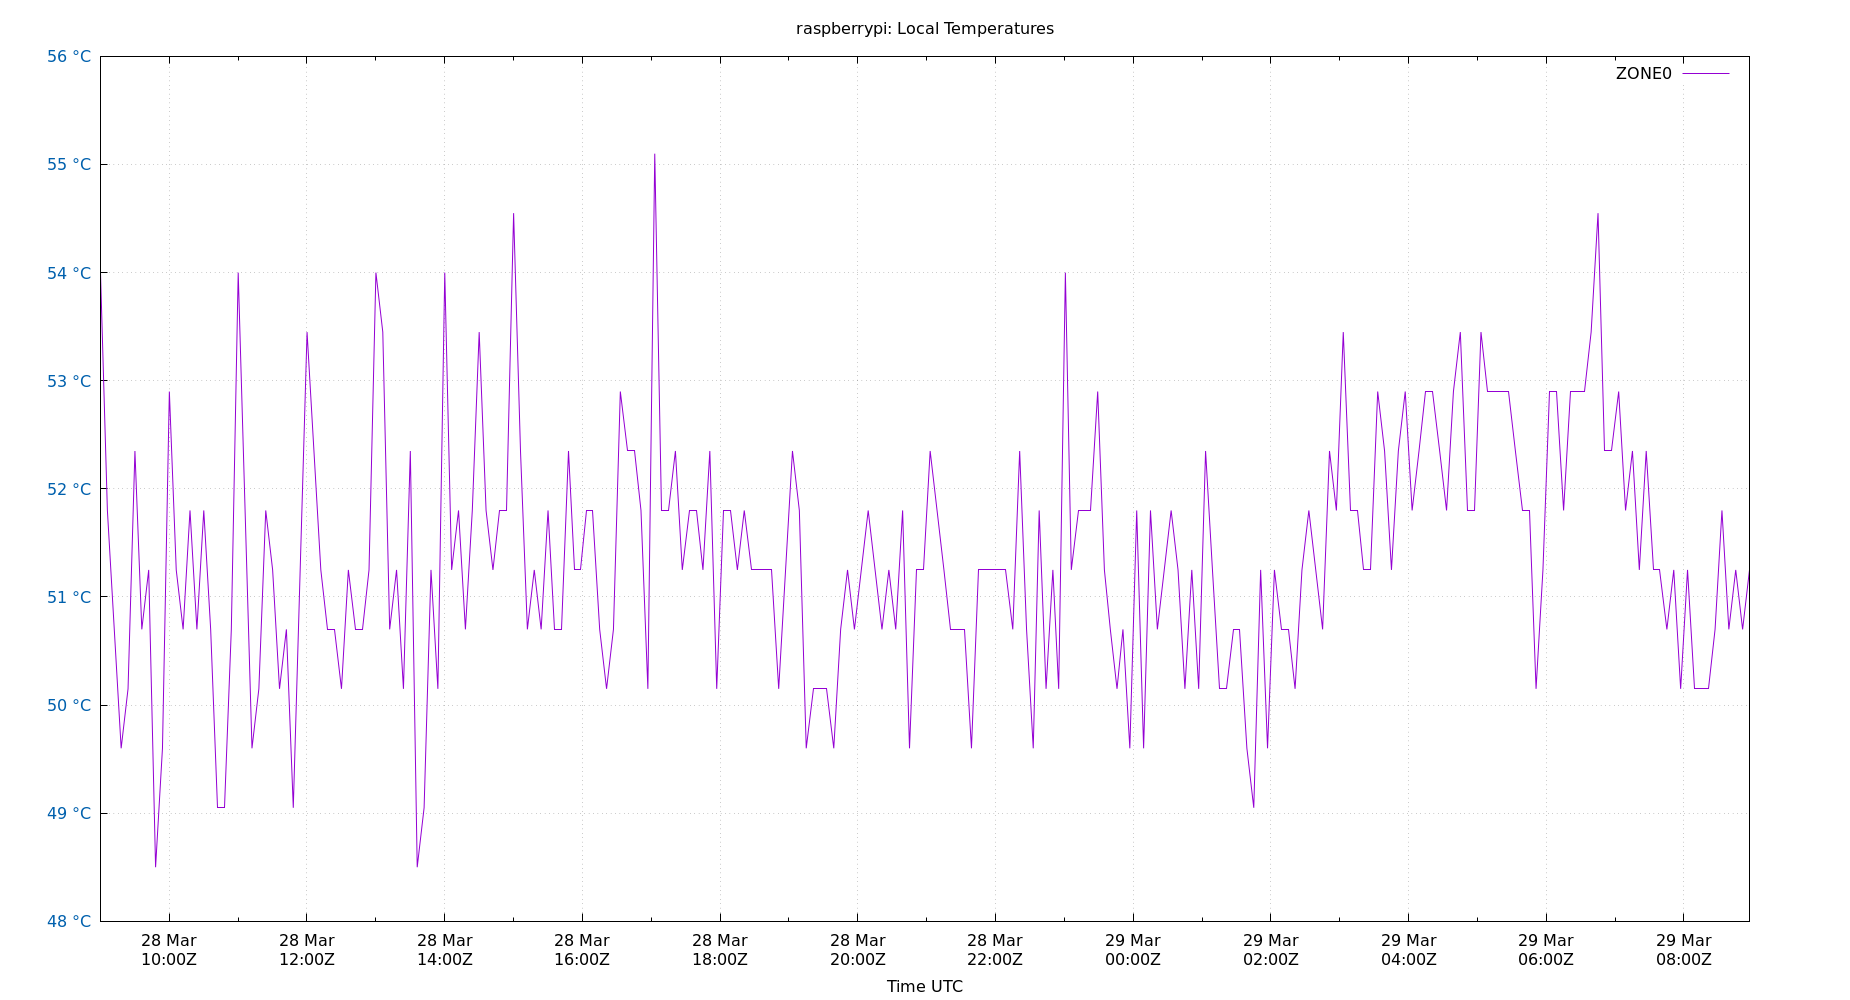 raspberrypi: Local Temperatures
ZONE0
56 °C
55 °C
54 °C
53 °C
52 °C
51 °C
50 °C
49 °C
48 °C
28 Mar 28 Mar 28 Mar 28 Mar 28 Mar 28 Mar 28 Mar 29 Mar 29 Mar 29 Mar 29 Mar 29 Mar
10:00Z 12:00Z 14:00Z 16:00Z 18:00Z 20:00Z 22:00Z 00:00Z 02:00Z 04:00Z 06:00Z 08:00Z
Time UTC